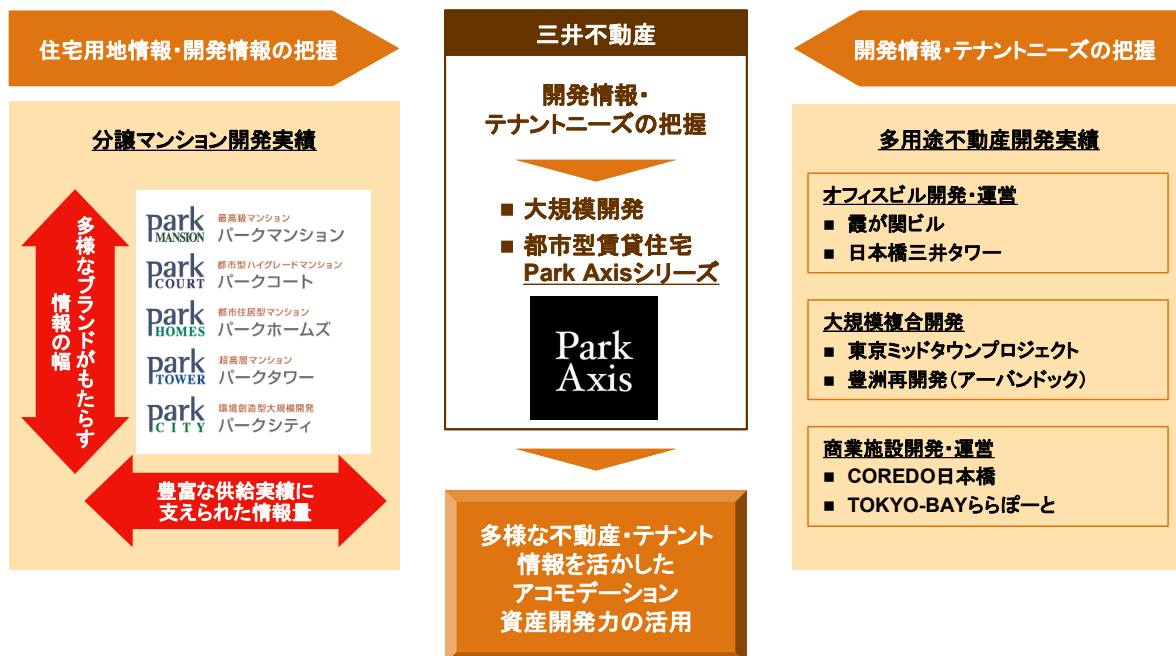 住宅用地情報・開発情報の把握
分譲マンション開発実績
多様なブランドがもたらす
情報の幅
park MANSION
最高級マンション
パークマンション
park COURT
都市型ハイグレードマンション
パークコート
park HOMES
都市住居型マンション
パークホームズ
park TOWER
超高層マンション
パークタワー
park CITY
環境創造型大規模開発
パークシティ
豊富な供給実績に
支えられた情報量
三井不動産
開発情報・
テナントニーズの把握
■ 大規模開発
■ 都市型賃貸住宅
Park Axisシリーズ
Park
Axis
多様な不動産・テナント
情報を活かした
アコモデーション
資産開発力の活用
開発情報・テナントニーズの把握
多用途不動産開発実績
オフィスビル開発・運営
■ 霞が関ビル
■ 日本橋三井タワー
大規模複合開発
■ 東京ミッドタウンプロジェクト
■ 豊洲再開発（アーバンドック）
商業施設開発・運営
■ COREDO日本橋
■ TOKYO-BAYららぽーと